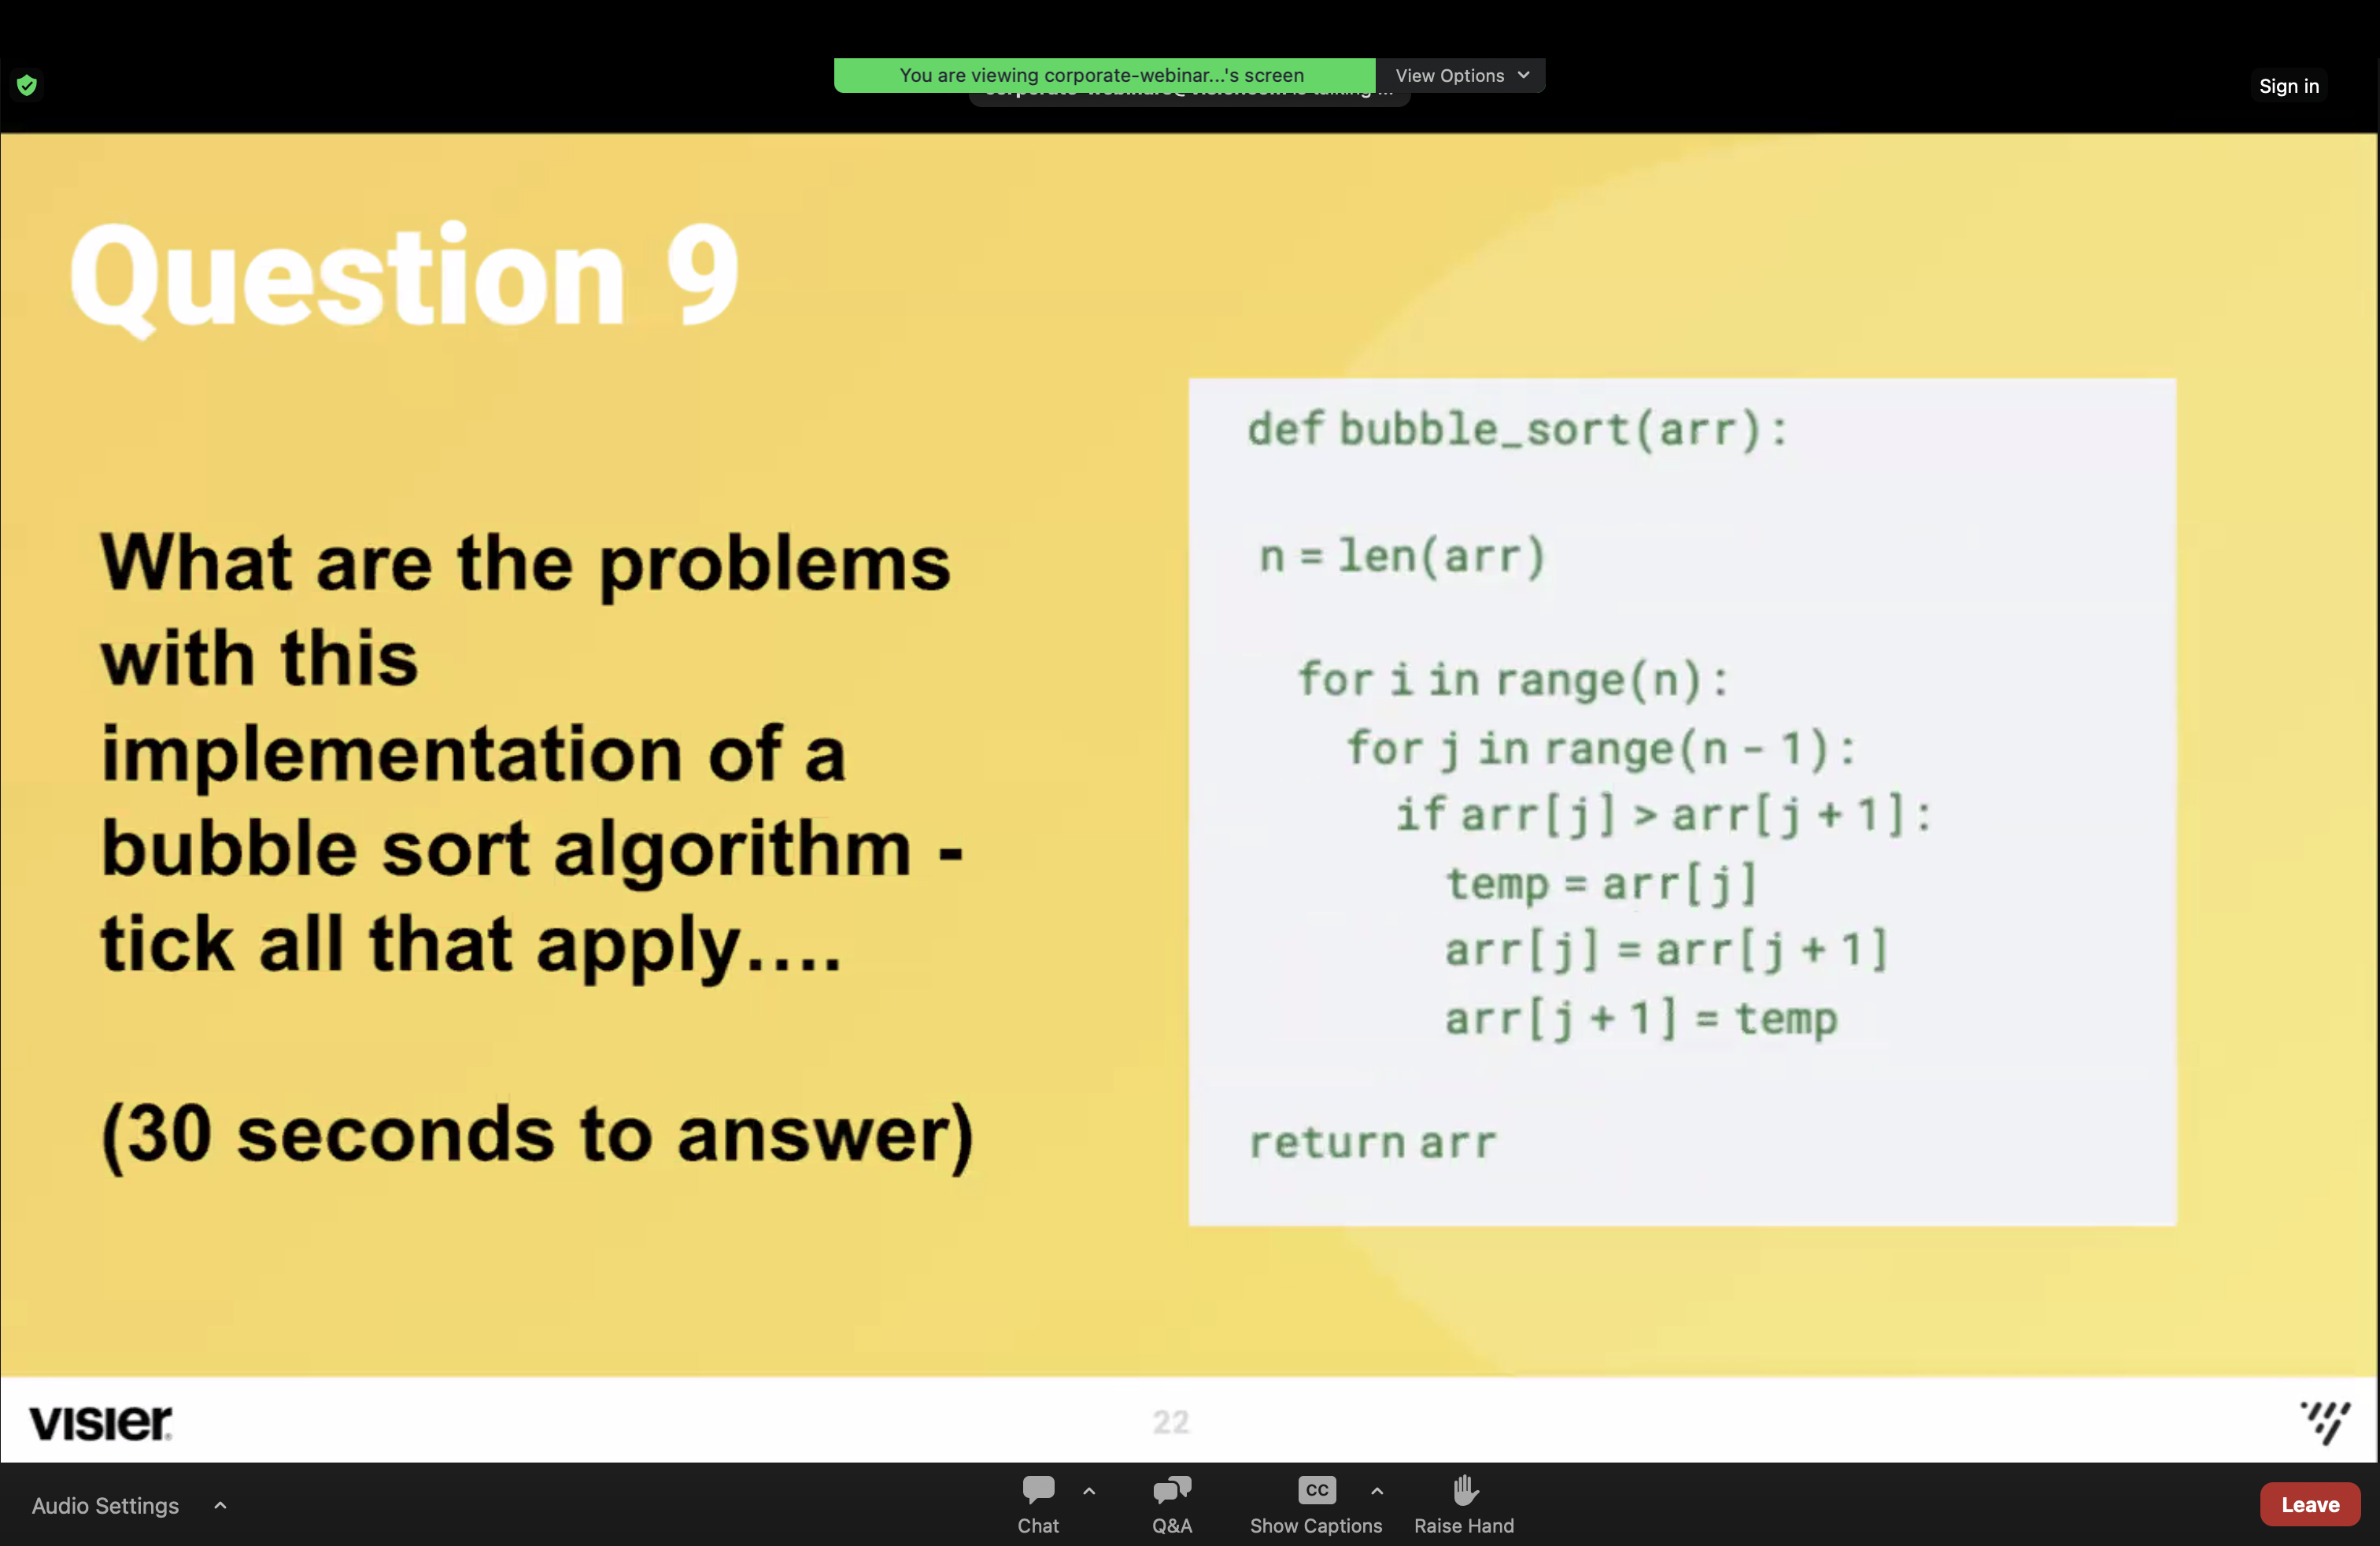 You are viewing corporate-webinar...'s screen
View Options
Sign in
Question 9
What are the problems
with this
implementation of a
bubble sort algorithm -
tick all that apply....
(30 seconds to answer)
def bubble_sort(arr):
n = len(arr)
for i in range(n):
for j in range(n - 1):
if arr[j] > arr[j + 1]:
temp = arr[j]
arr[j] = arr[j + 1]
arr[j + 1] = temp
return arr
visier
22
Audio Settings
Chat
Q&A
CC
Show Captions
Raise Hand
Leave